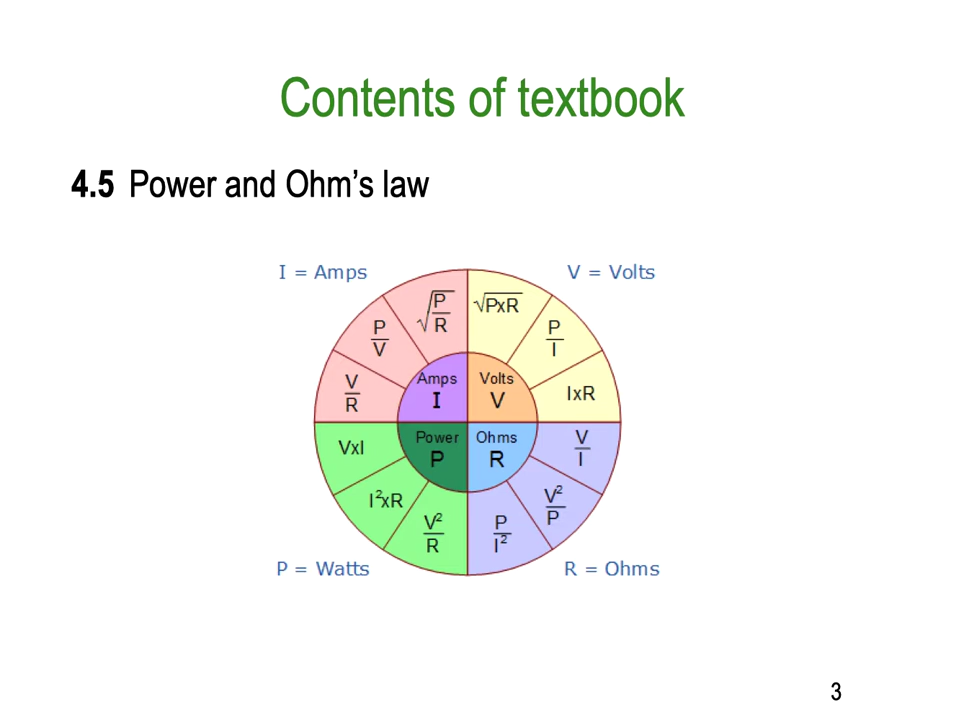 Contents of textbook
4.5 Power and Ohm's law
I = Amps
V = Volts
√P/R
√PxR
P/V
P/I
V/R
IxR
Amps
I
Volts
V
Power
P
Ohms
R
VxI
V/I
I²xR
V²/P
V²/R
P/I²
P = Watts
R = Ohms
3